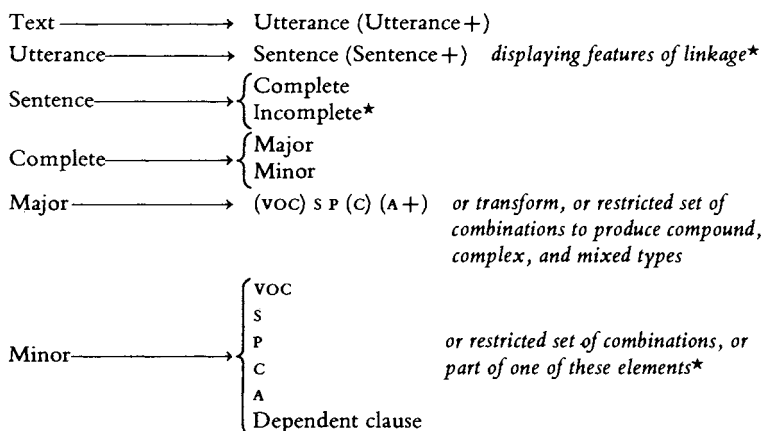 Text → Utterance (Utterance+)
Utterance → Sentence (Sentence+) displaying features of linkage★
Sentence → { Complete
Incomplete★
Complete → { Major
Minor
Major → (VOC) S P (C) (A+) or transform, or restricted set of
combinations to produce compound,
complex, and mixed types
VOC
S
Minor → { P or restricted set of combinations, or
C part of one of these elements★
A
Dependent clause